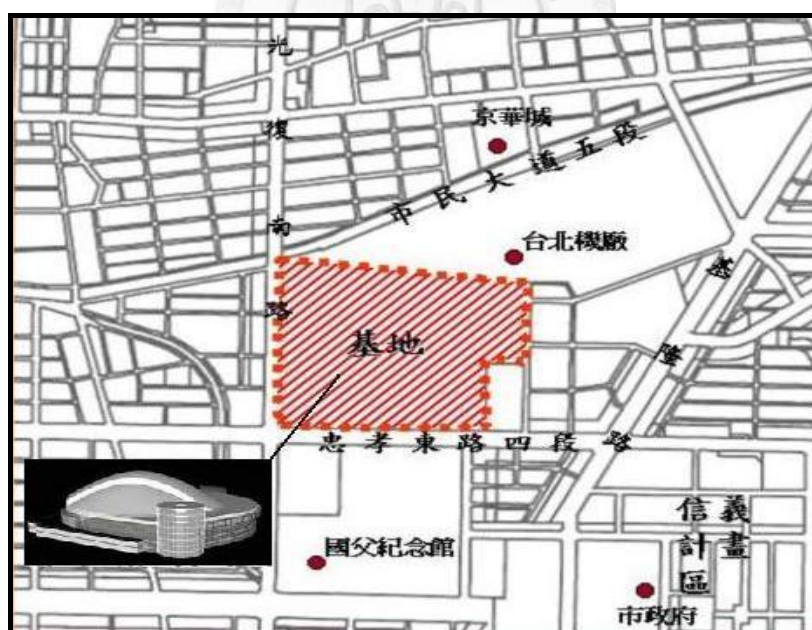 光復南路
京華城
市民大道五段
台北機廠
基隆路
基地
忠孝東路四段
國父紀念館
信義計畫區
市政府